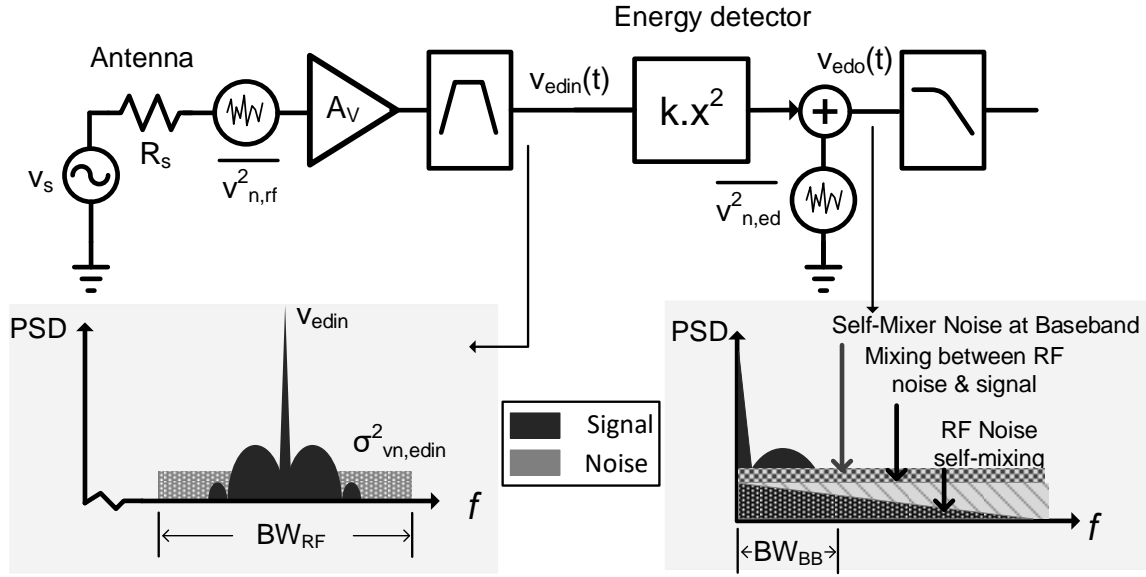 Energy detector
Antenna
v_edin(t)
v_edo(t)
A_V
k.x²
R_s
v_s
v²_n,rf
v²_n,ed
PSD
v_edin
σ²_vn,edin
f
BW_RF
Signal
Noise
PSD
Self-Mixer Noise at Baseband
Mixing between RF
noise & signal
RF Noise
self-mixing
f
BW_BB